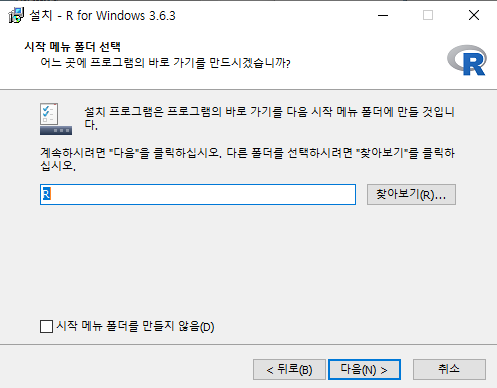 설치 - R for Windows 3.6.3
시작 메뉴 폴더 선택
어느 곳에 프로그램의 바로 가기를 만드시겠습니까?
R
설치 프로그램은 프로그램의 바로 가기를 다음 시작 메뉴 폴더에 만들 것입니
다.
계속하시려면 "다음"을 클릭하십시오. 다른 폴더를 선택하시려면 "찾아보기"를 클릭하
십시오.
R
찾아보기(R)...
시작 메뉴 폴더를 만들지 않음(D)
< 뒤로(B)
다음(N) >
취소